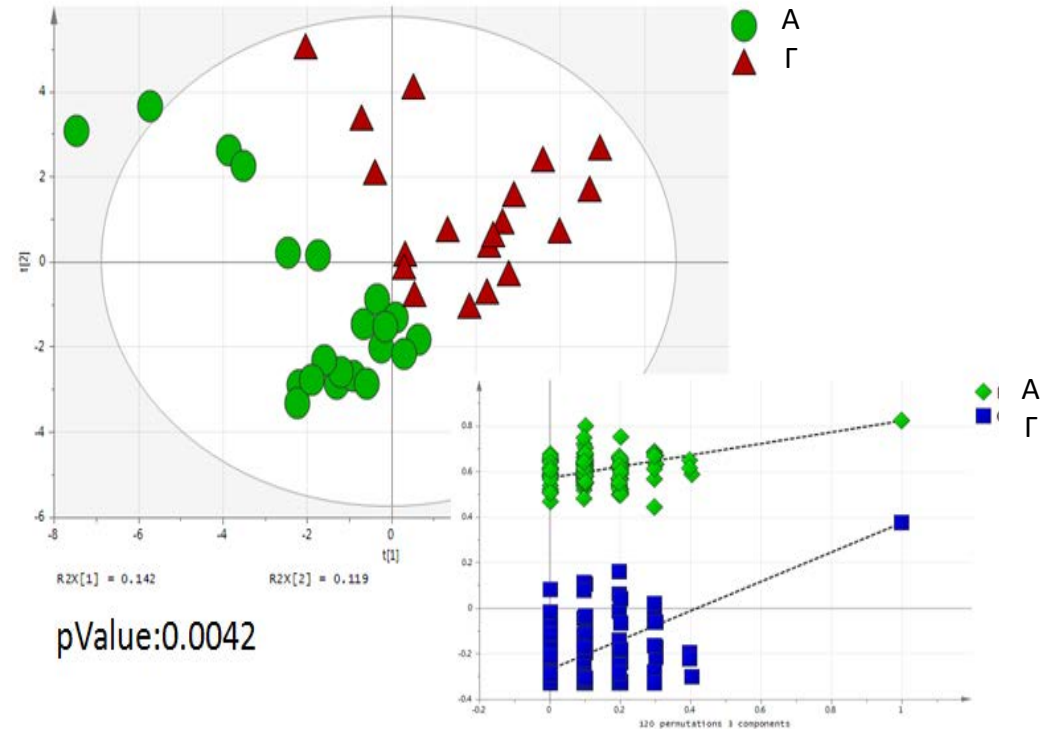 Α
Γ
4
2
0
-2
-4
-6
t[2]
-8
-6
-4
-2
0
t[1]
R2X[1] = 0.142
R2X[2] = 0.119
pValue:0.0042
Α
Γ
0.8
0.6
0.4
0.2
0
-0.2
-0.4
-0.2
0
0.2
0.4
0.6
0.8
1
120 permutations 3 components